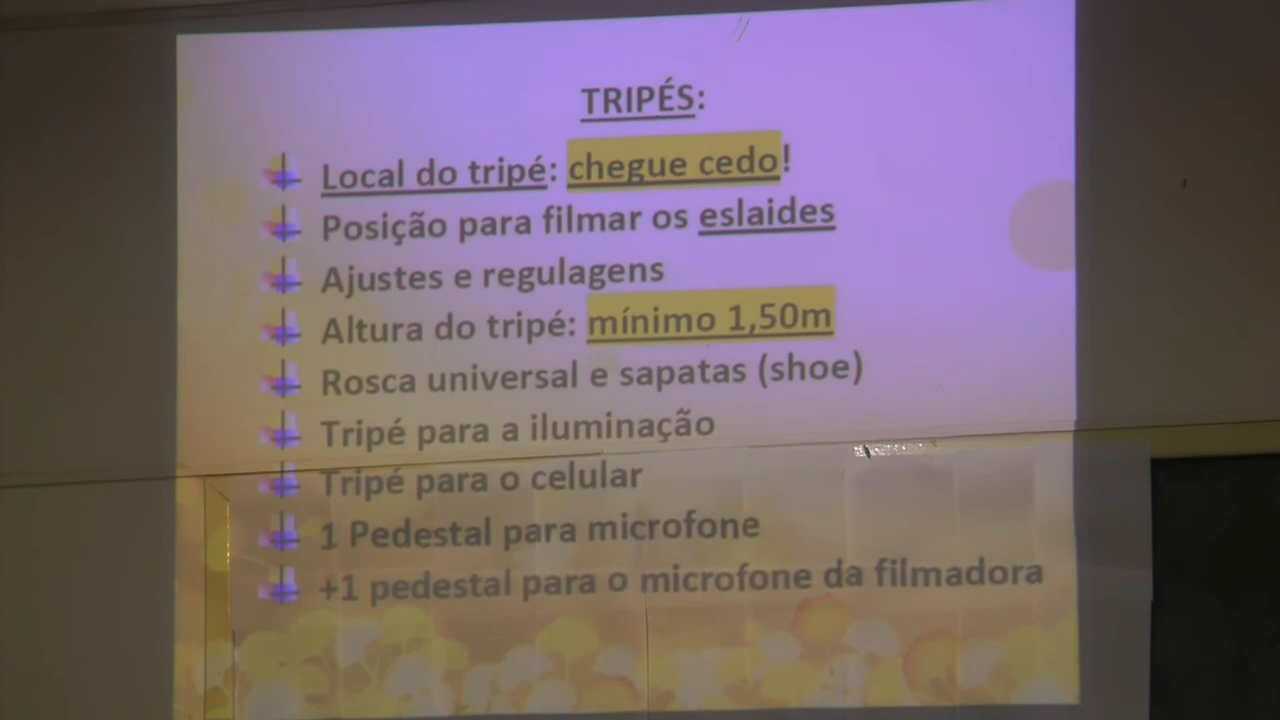 TRIPÉS:
Local do tripé: chegue cedo!
Posição para filmar os eslaides
Ajustes e regulagens
Altura do tripé: mínimo 1,50m
Rosca universal e sapatas (shoe)
Tripé para a iluminação
Tripé para o celular
1 Pedestal para microfone
+1 pedestal para o microfone da filmadora